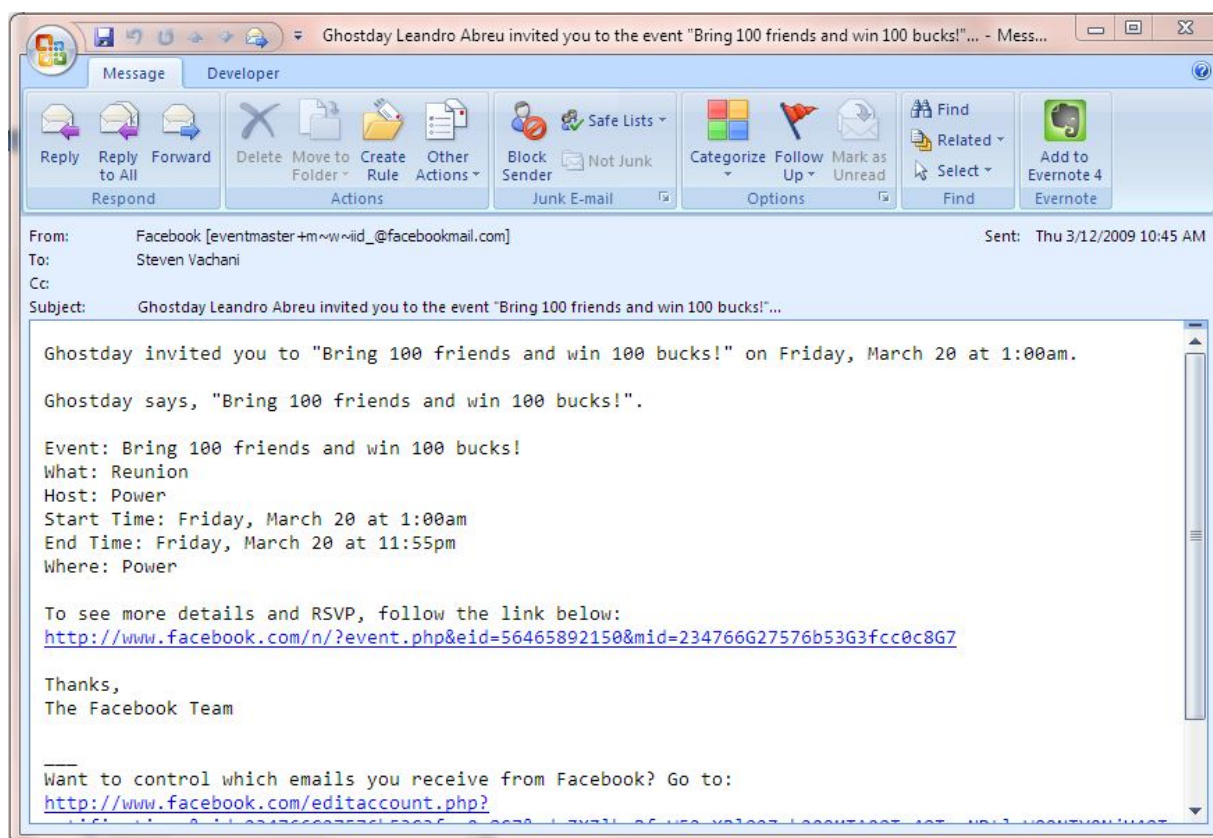 Ghostday Leandro Abreu invited you to the event "Bring 100 friends and win 100 bucks!"... - Mess...
Message Developer
Reply Reply to All Forward
Delete Move to Folder Create Rule Other Actions
Block Sender Safe Lists Not Junk
Categorize Follow Up Mark as Unread
Find Related Select
Add to Evernote 4
Respond Actions Junk E-mail Options Find Evernote
From: Facebook [eventmaster+m~w~iid_@facebookmail.com] Sent: Thu 3/12/2009 10:45 AM
To: Steven Vachani
Cc:
Subject: Ghostday Leandro Abreu invited you to the event "Bring 100 friends and win 100 bucks!"...
Ghostday invited you to "Bring 100 friends and win 100 bucks!" on Friday, March 20 at 1:00am.
Ghostday says, "Bring 100 friends and win 100 bucks!".
Event: Bring 100 friends and win 100 bucks!
What: Reunion
Host: Power
Start Time: Friday, March 20 at 1:00am
End Time: Friday, March 20 at 11:55pm
Where: Power
To see more details and RSVP, follow the link below:
http://www.facebook.com/n/?event.php&eid=56465892150&mid=234766G27576b53G3fcc0c8G7
Thanks,
The Facebook Team
___
Want to control which emails you receive from Facebook? Go to:
http://www.facebook.com/editaccount.php?